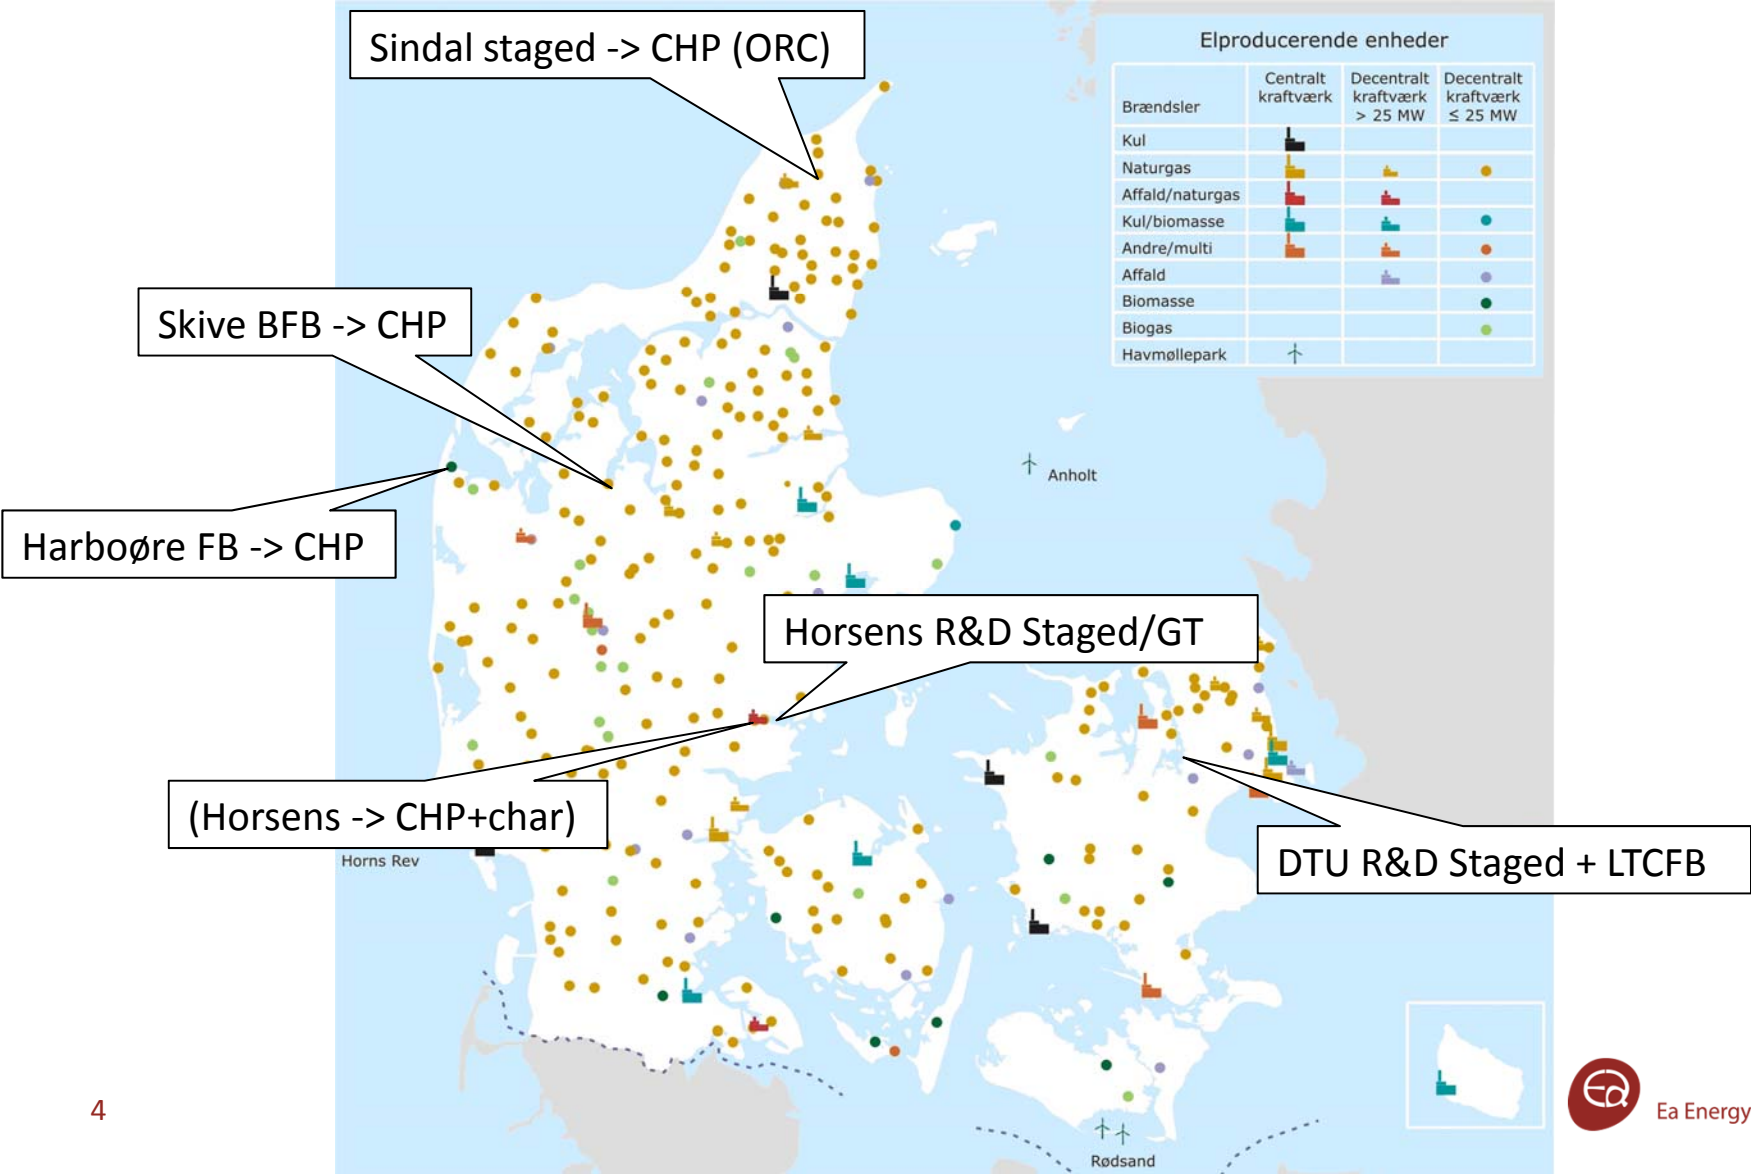 Sindal staged -> CHP (ORC)
Elproducerende enheder
Brændsler
Centralt
kraftværk
Decentralt
kraftværk
> 25 MW
Decentralt
kraftværk
≤ 25 MW
Kul
Naturgas
Affald/naturgas
Kul/biomasse
Andre/multi
Affald
Biomasse
Biogas
Havmøllepark
Skive BFB -> CHP
Anholt
Harboøre FB -> CHP
Horsens R&D Staged/GT
(Horsens -> CHP+char)
Horns Rev
DTU R&D Staged + LTCFB
Rødsand
4
Ea Energy